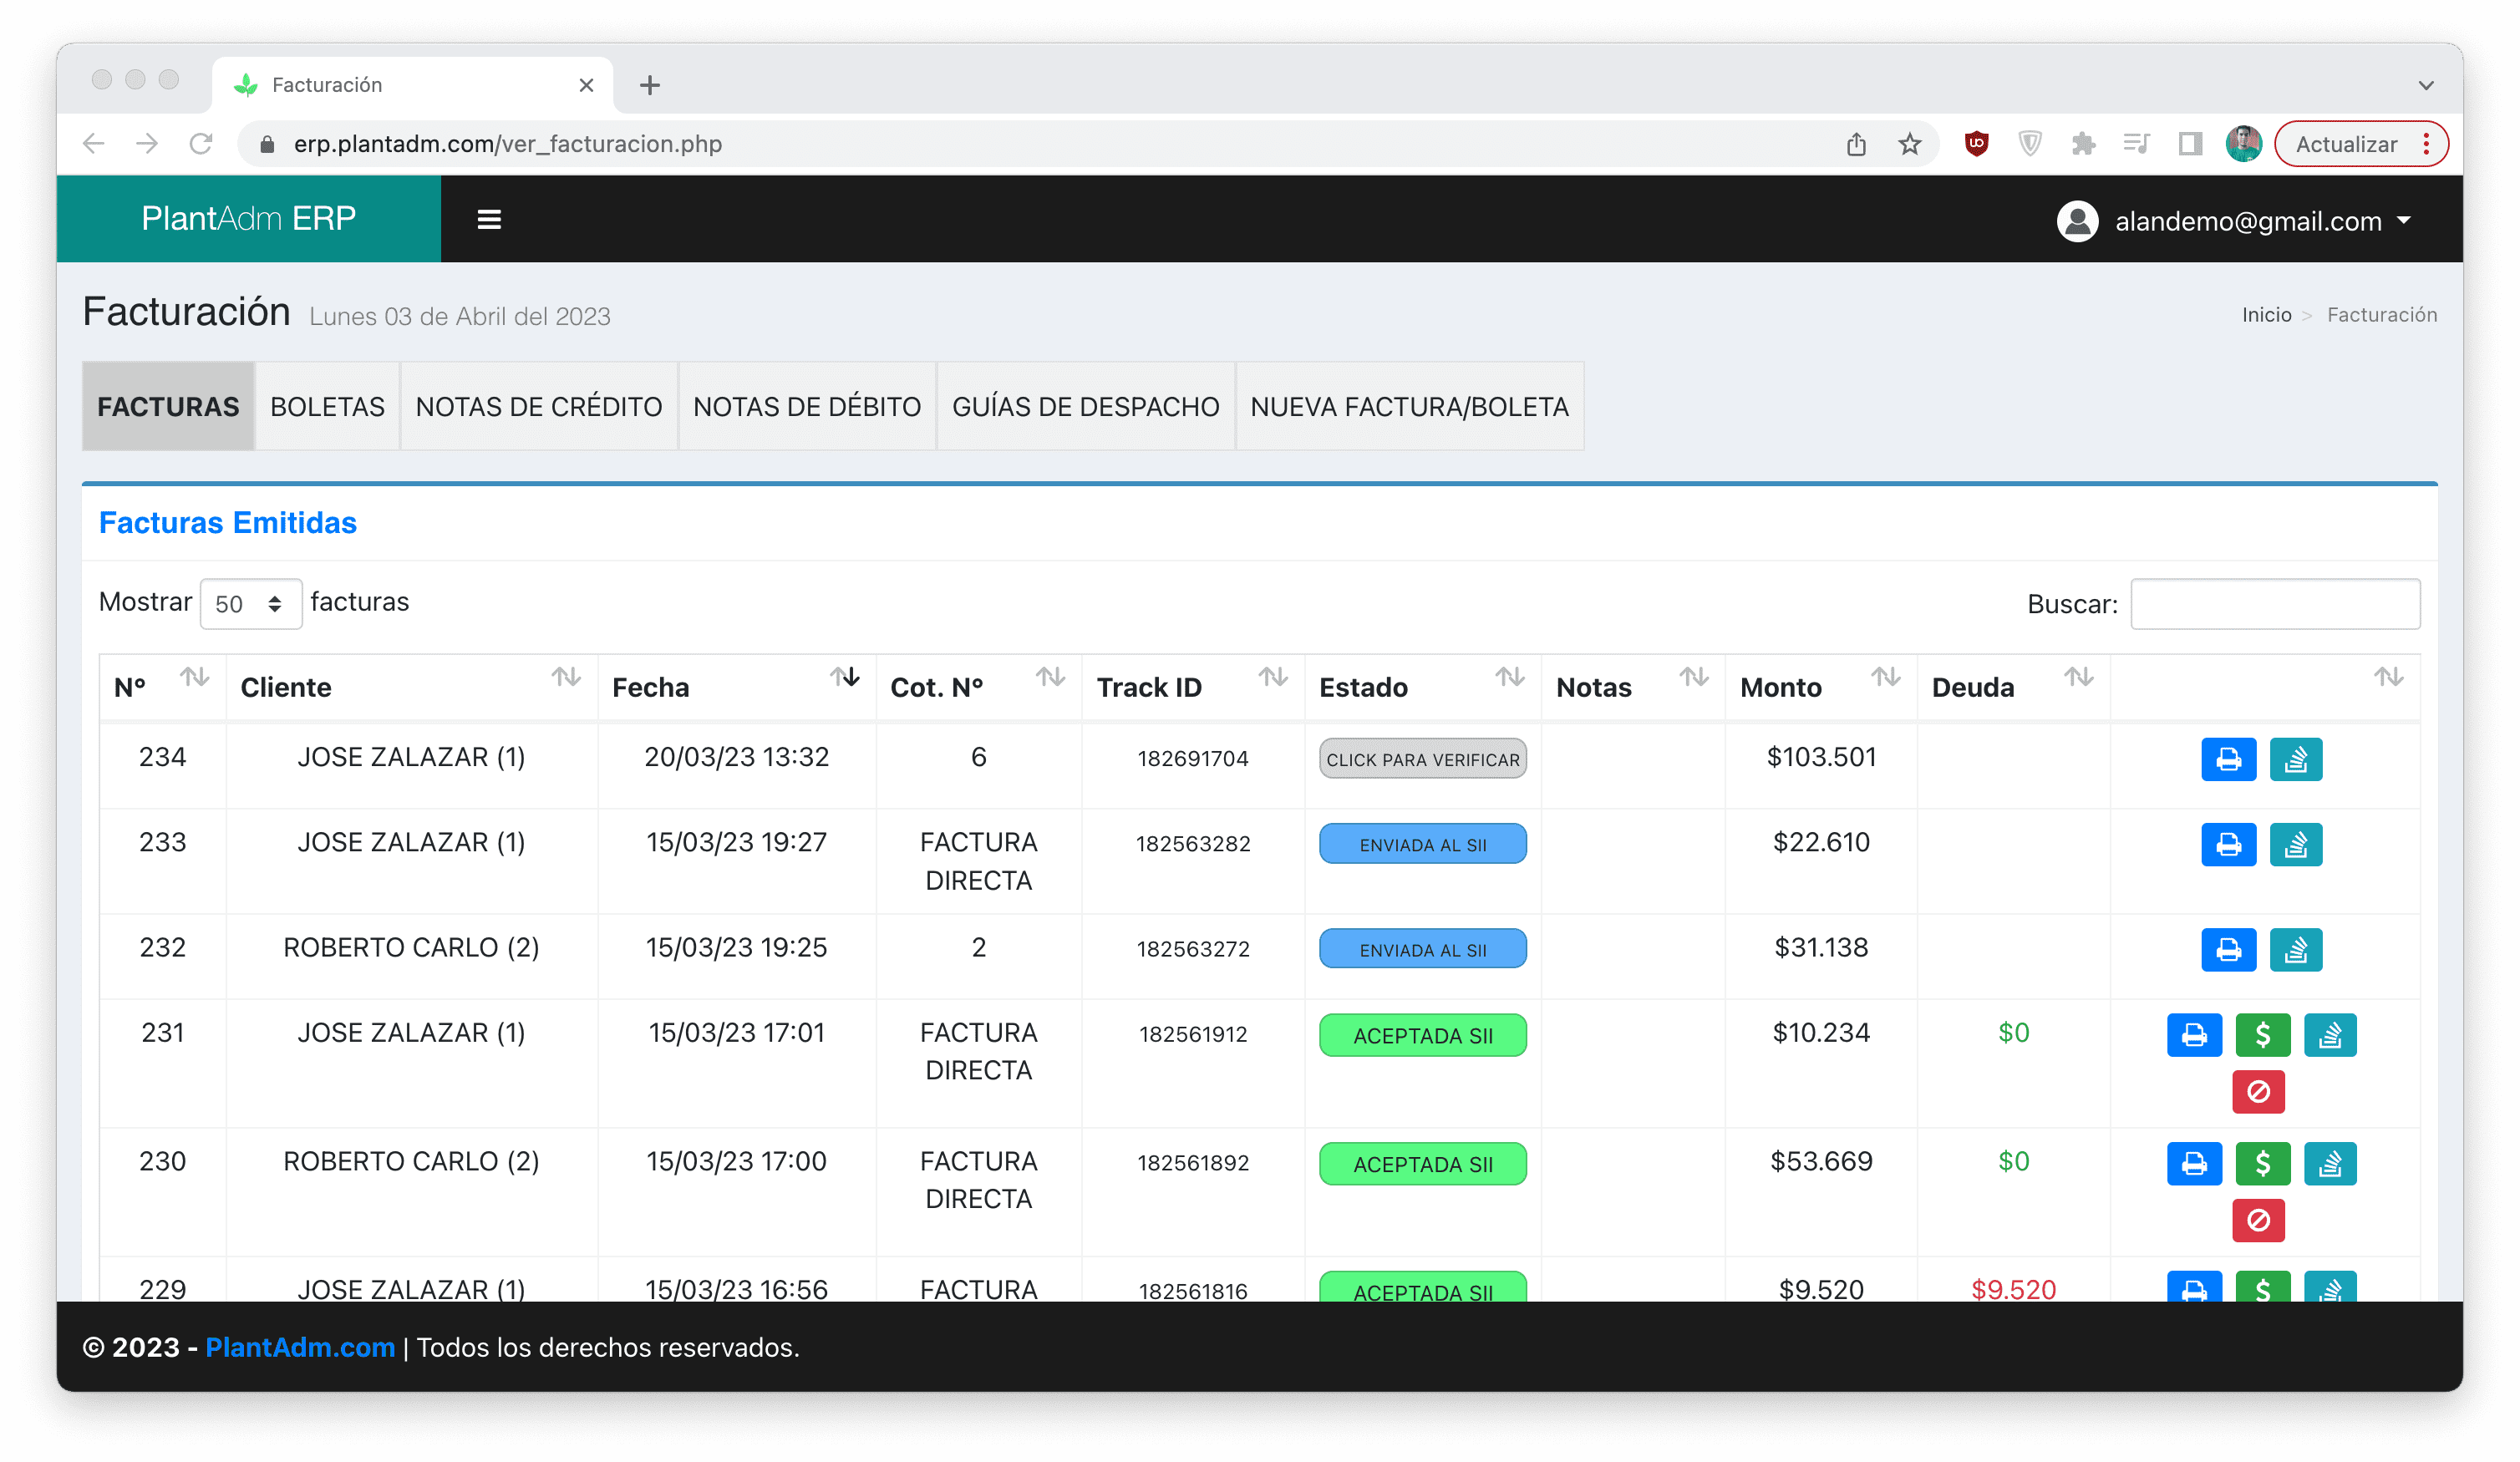 Facturación
erp.plantadm.com/ver_facturacion.php
Actualizar
PlantAdm ERP
alandemo@gmail.com
Facturación Lunes 03 de Abril del 2023
Inicio > Facturación
FACTURAS BOLETAS NOTAS DE CRÉDITO NOTAS DE DÉBITO GUÍAS DE DESPACHO NUEVA FACTURA/BOLETA
Facturas Emitidas
Mostrar 50 facturas
Buscar:
Nº Cliente Fecha Cot. Nº Track ID Estado Notas Monto Deuda
234 JOSE ZALAZAR (1) 20/03/23 13:32 6 182691704 CLICK PARA VERIFICAR $103.501
233 JOSE ZALAZAR (1) 15/03/23 19:27 FACTURA 182563282 ENVIADA AL SII $22.610
DIRECTA
232 ROBERTO CARLO (2) 15/03/23 19:25 2 182563272 ENVIADA AL SII $31.138
231 JOSE ZALAZAR (1) 15/03/23 17:01 FACTURA 182561912 ACEPTADA SII $10.234 $0
DIRECTA
230 ROBERTO CARLO (2) 15/03/23 17:00 FACTURA 182561892 ACEPTADA SII $53.669 $0
DIRECTA
229 JOSE ZALAZAR (1) 15/03/23 16:56 FACTURA 182561816 ACEPTADA SII $9.520 $9.520
© 2023 - PlantAdm.com | Todos los derechos reservados.